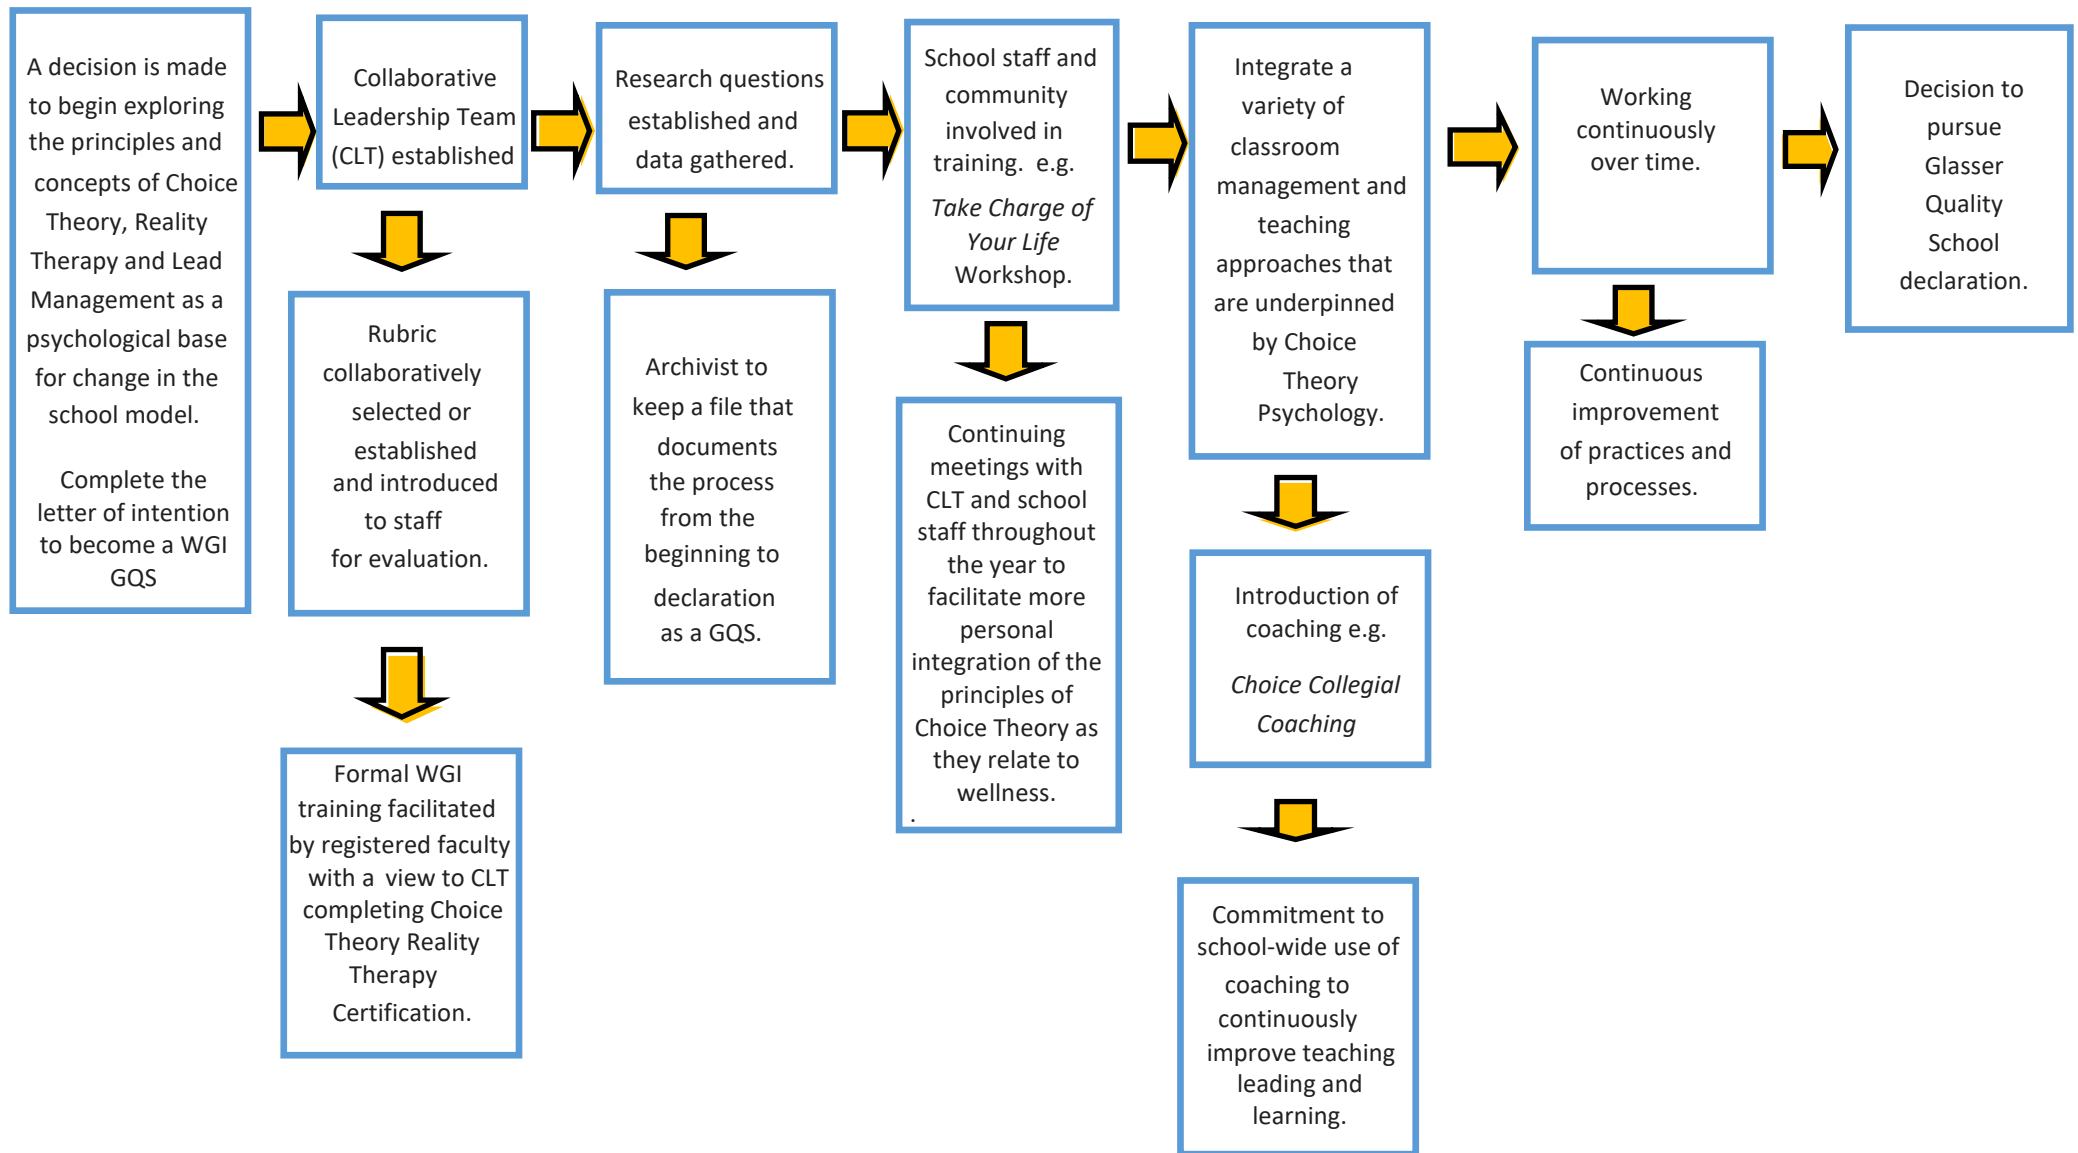 A decision is made
to begin exploring
the principles and
concepts of Choice
Theory, Reality
Therapy and Lead
Management as a
psychological base
for change in the
school model.
Complete the
letter of intention
to become a WGI
GQS
Collaborative
Leadership Team
(CLT) established
Rubric
collaboratively
selected or
established
and introduced
to staff
for evaluation.
Formal WGI
training facilitated
by registered faculty
with a view to CLT
completing Choice
Theory Reality
Therapy
Certification.
Research questions
established and
data gathered.
Archivist to
keep a file that
documents
the process
from the
beginning to
declaration
as a GQS.
School staff and
community
involved in
training. e.g.
Take Charge of
Your Life
Workshop.
Continuing
meetings with
CLT and school
staff throughout
the year to
facilitate more
personal
integration of the
principles of
Choice Theory as
they relate to
wellness.
.
Integrate a
variety of
classroom
management and
teaching
approaches that
are underpinned
by Choice
Theory
Psychology.
Introduction of
coaching e.g.
Choice Collegial
Coaching
Commitment to
school-wide use of
coaching to
continuously
improve teaching
leading and
learning.
Working
continuously
over time.
Continuous
improvement
of practices and
processes.
Decision to
pursue
Glasser
Quality
School
declaration.